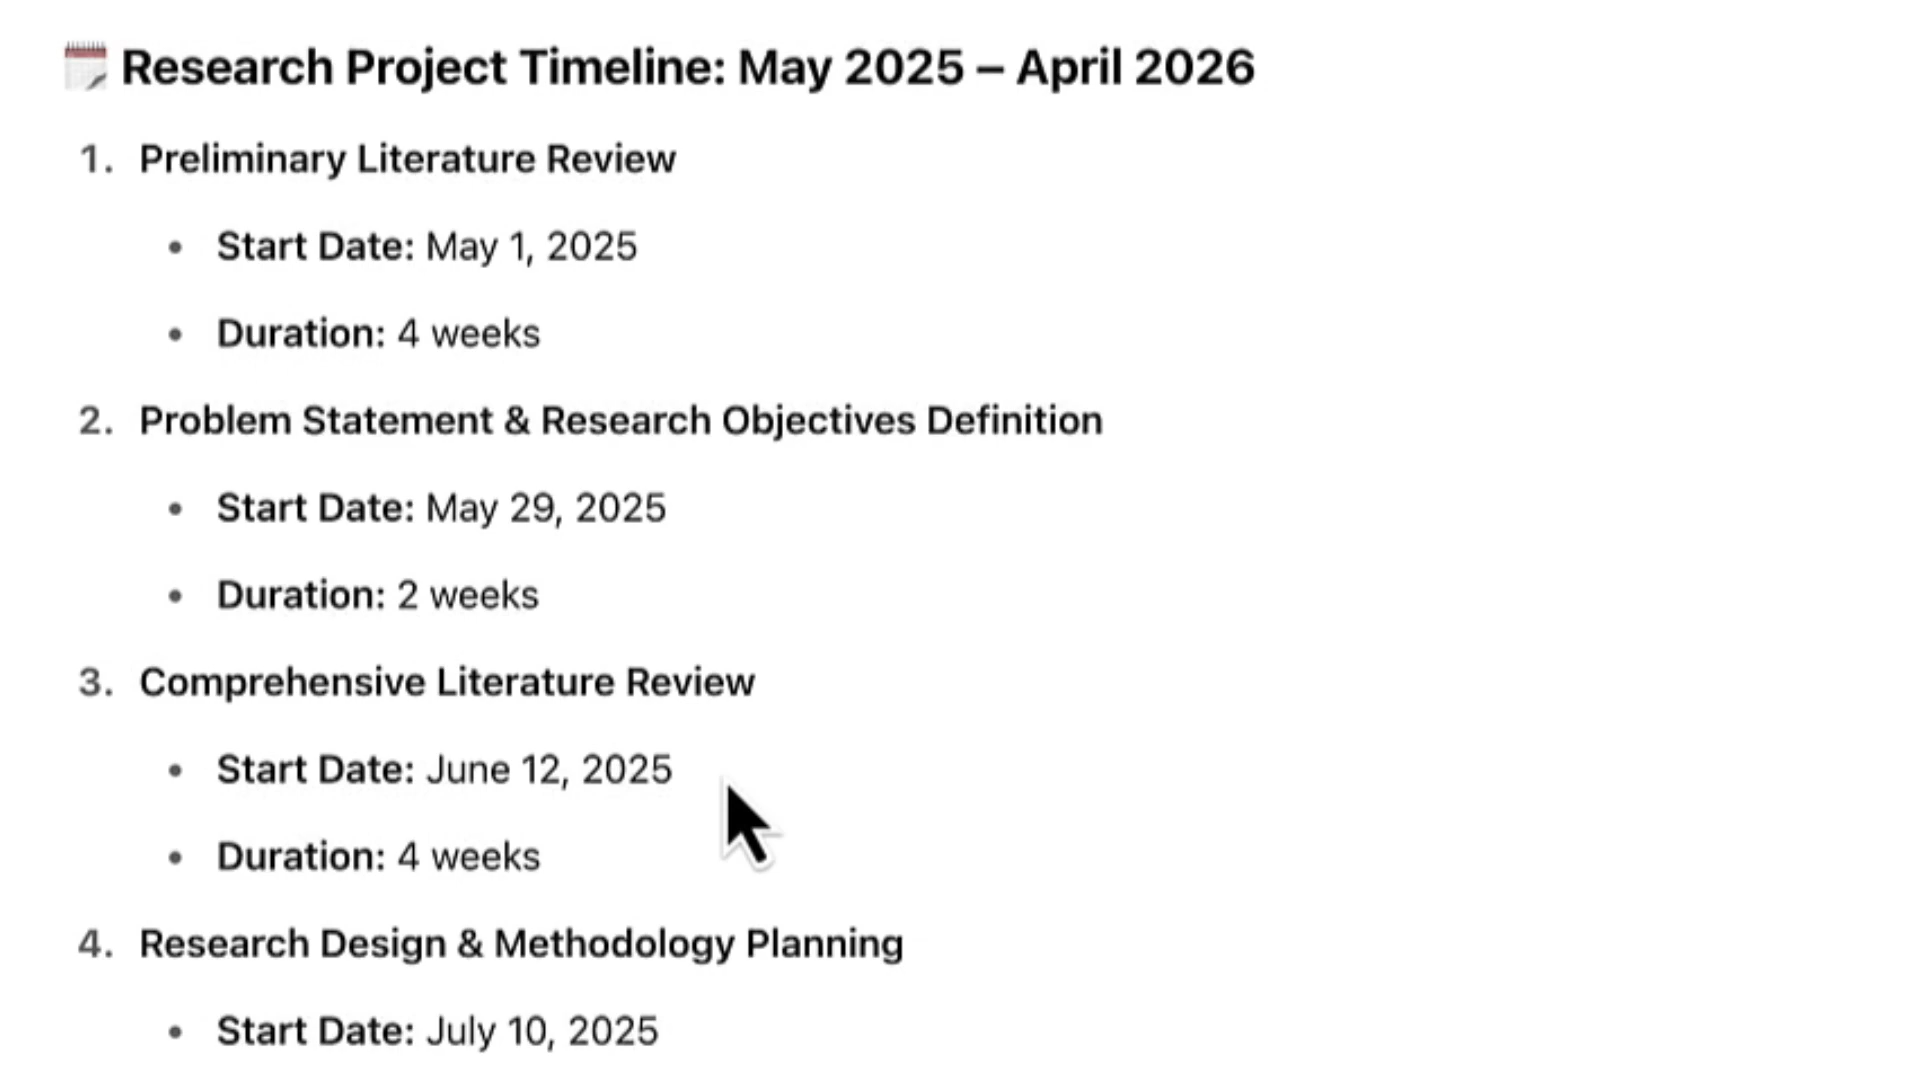 Research Project Timeline: May 2025 – April 2026
1. Preliminary Literature Review
• Start Date: May 1, 2025
• Duration: 4 weeks
2. Problem Statement & Research Objectives Definition
• Start Date: May 29, 2025
• Duration: 2 weeks
3. Comprehensive Literature Review
• Start Date: June 12, 2025
• Duration: 4 weeks
4. Research Design & Methodology Planning
• Start Date: July 10, 2025